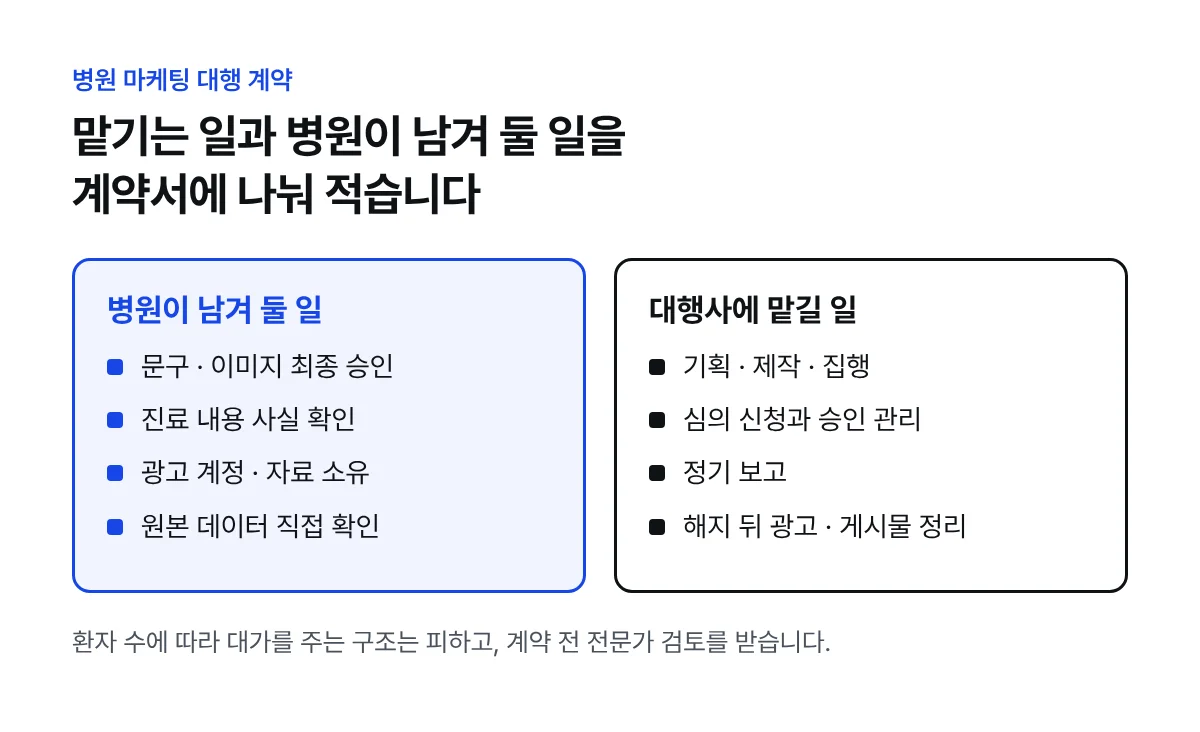 병원 마케팅 대행 계약
맡기는 일과 병원이 남겨 둘 일을
계약서에 나눠 적습니다
병원이 남겨 둘 일
문구 · 이미지 최종 승인
진료 내용 사실 확인
광고 계정 · 자료 소유
원본 데이터 직접 확인
대행사에 맡길 일
기획 · 제작 · 집행
심의 신청과 승인 관리
정기 보고
해지 뒤 광고 · 게시물 정리
환자 수에 따라 대가를 주는 구조는 피하고, 계약 전 전문가 검토를 받습니다.